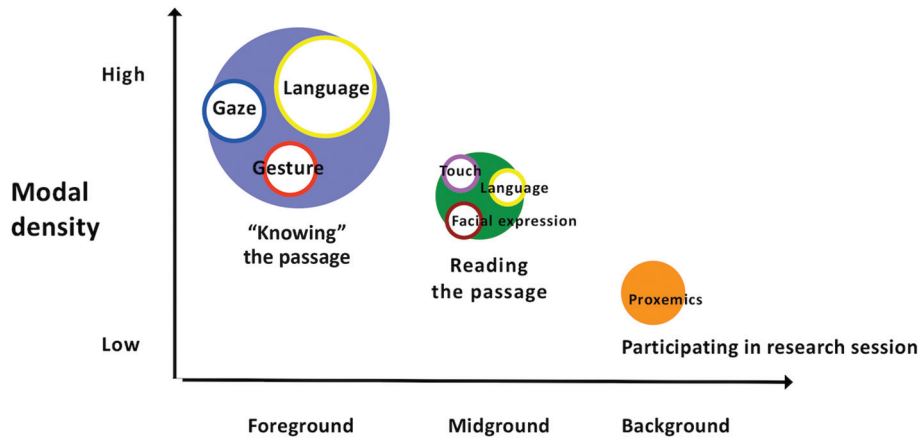 High
Language
Gaze
Gesture
Modal
density
"Knowing"
the passage
Touch
Language
Facial expression
Reading
the passage
Proxemics
Low
Participating in research session
Foreground
Midground
Background